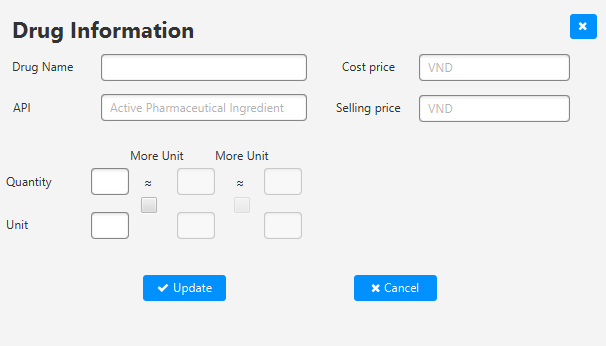 Drug Information
Drug Name
Cost price
VND
API
Active Pharmaceutical Ingredient
Selling price
VND
More Unit
More Unit
Quantity
≈
≈
Unit
Update
Cancel